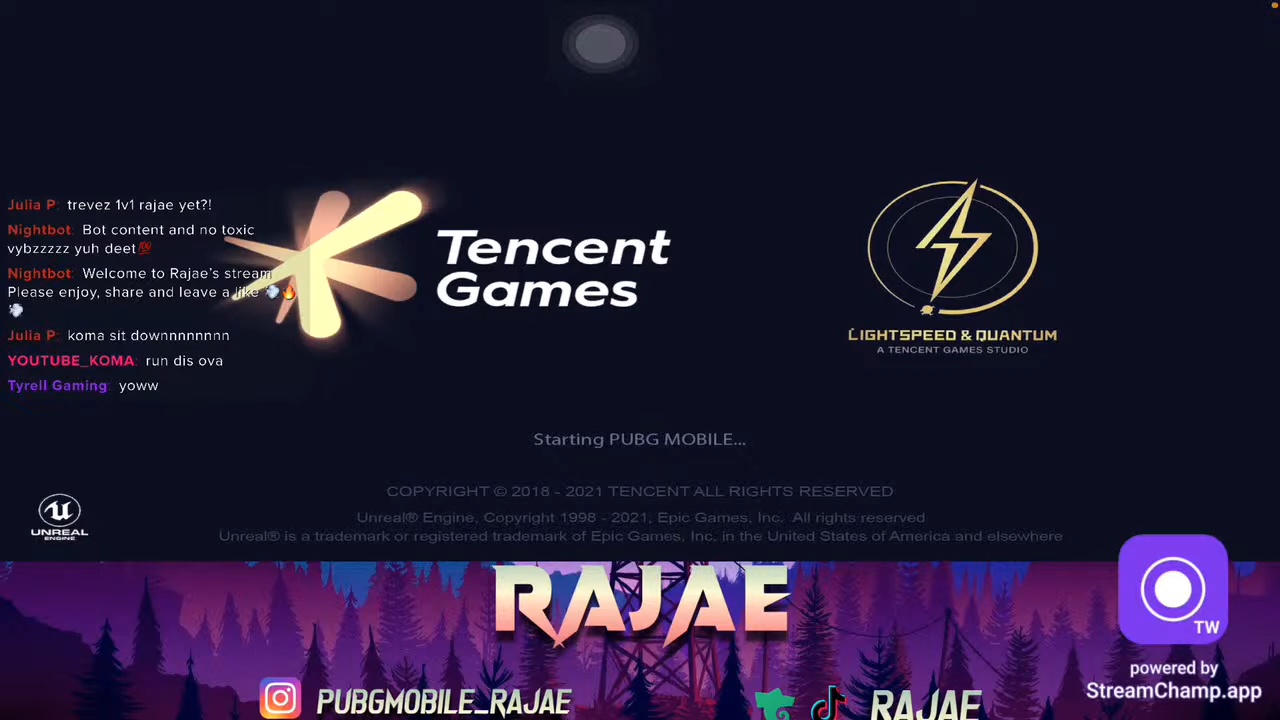 Julia P: trevez 1v1 rajae yet?!
Nightbot: Bot content and no toxic
vybzzzzz yuh deet💯
Nightbot: Welcome to Rajae's stream
Please enjoy, share and leave a like 💨🔥
💨
Julia P: koma sit downnnnnnnn
YOUTUBE_KOMA: run dis ova
Tyrell Gaming: yoww
Tencent
Games
LIGHTSPEED & QUANTUM
A TENCENT GAMES STUDIO
Starting PUBG MOBILE...
COPYRIGHT © 2018 - 2021 TENCENT ALL RIGHTS RESERVED
Unreal® Engine, Copyright 1998 - 2021, Epic Games, Inc. All rights reserved
Unreal® is a trademark or registered trademark of Epic Games, Inc. in the United States of America and elsewhere
UNREAL
ENGINE
RAJAE
TW
powered by
StreamChamp.app
PUBGMOBILE_RAJAE
RAJAE